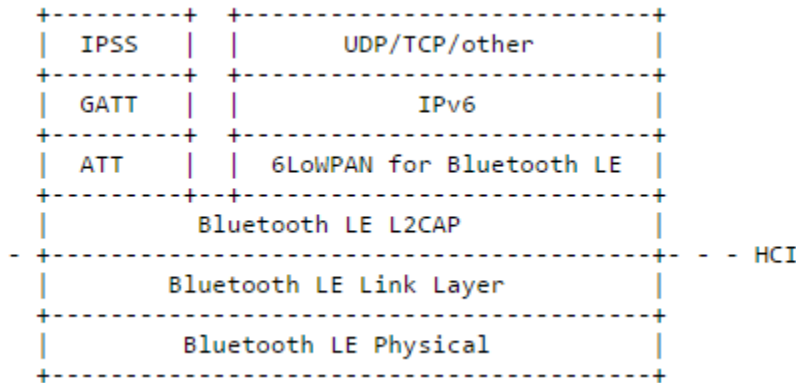 +---------+  +----------------------------+
|  IPSS   |  |       UDP/TCP/other        |
+---------+  +----------------------------+
|  GATT   |  |            IPv6            |
+---------+  +----------------------------+
|  ATT    |  |  6LoWPAN for Bluetooth LE  |
+---------+--+----------------------------+
|          Bluetooth LE L2CAP             |
- +-----------------------------------------+- - - HCI
|        Bluetooth LE Link Layer          |
+-----------------------------------------+
|         Bluetooth LE Physical           |
+-----------------------------------------+